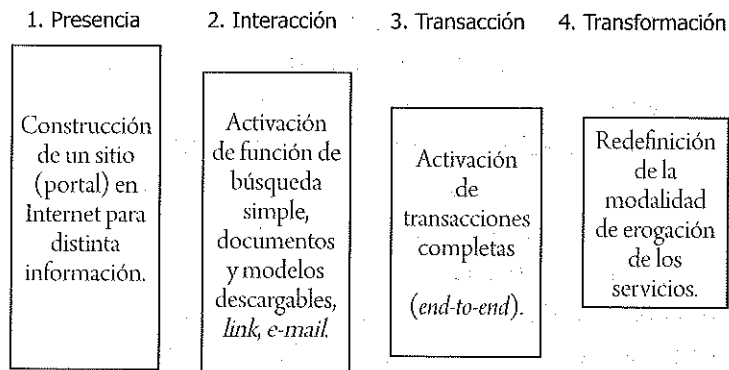 1. Presencia
2. Interacción
3. Transacción
4. Transformación
Construcción
de un sitio
(portal) en
Internet para
distinta
información.
Activación
de función de
búsqueda
simple,
documentos
y modelos
descargables,
link, e-mail.
Activación
de
transacciones
completas
(end-to-end).
Redefinición
de la
modalidad
de erogación
de los
servicios.